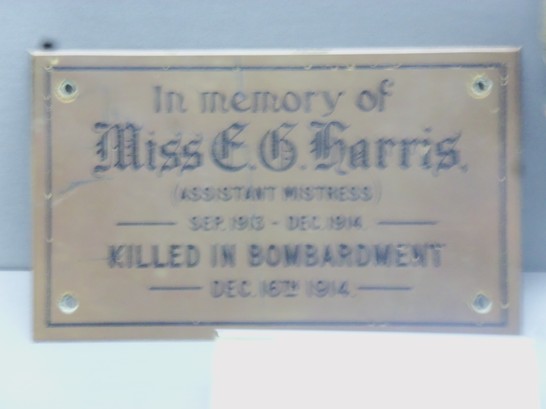 In memory of
Miss E. G. Harris.
(ASSISTANT MISTRESS)
SEP. 1913 - DEC. 1914.
KILLED IN BOMBARDMENT
DEC. 16TH 1914.